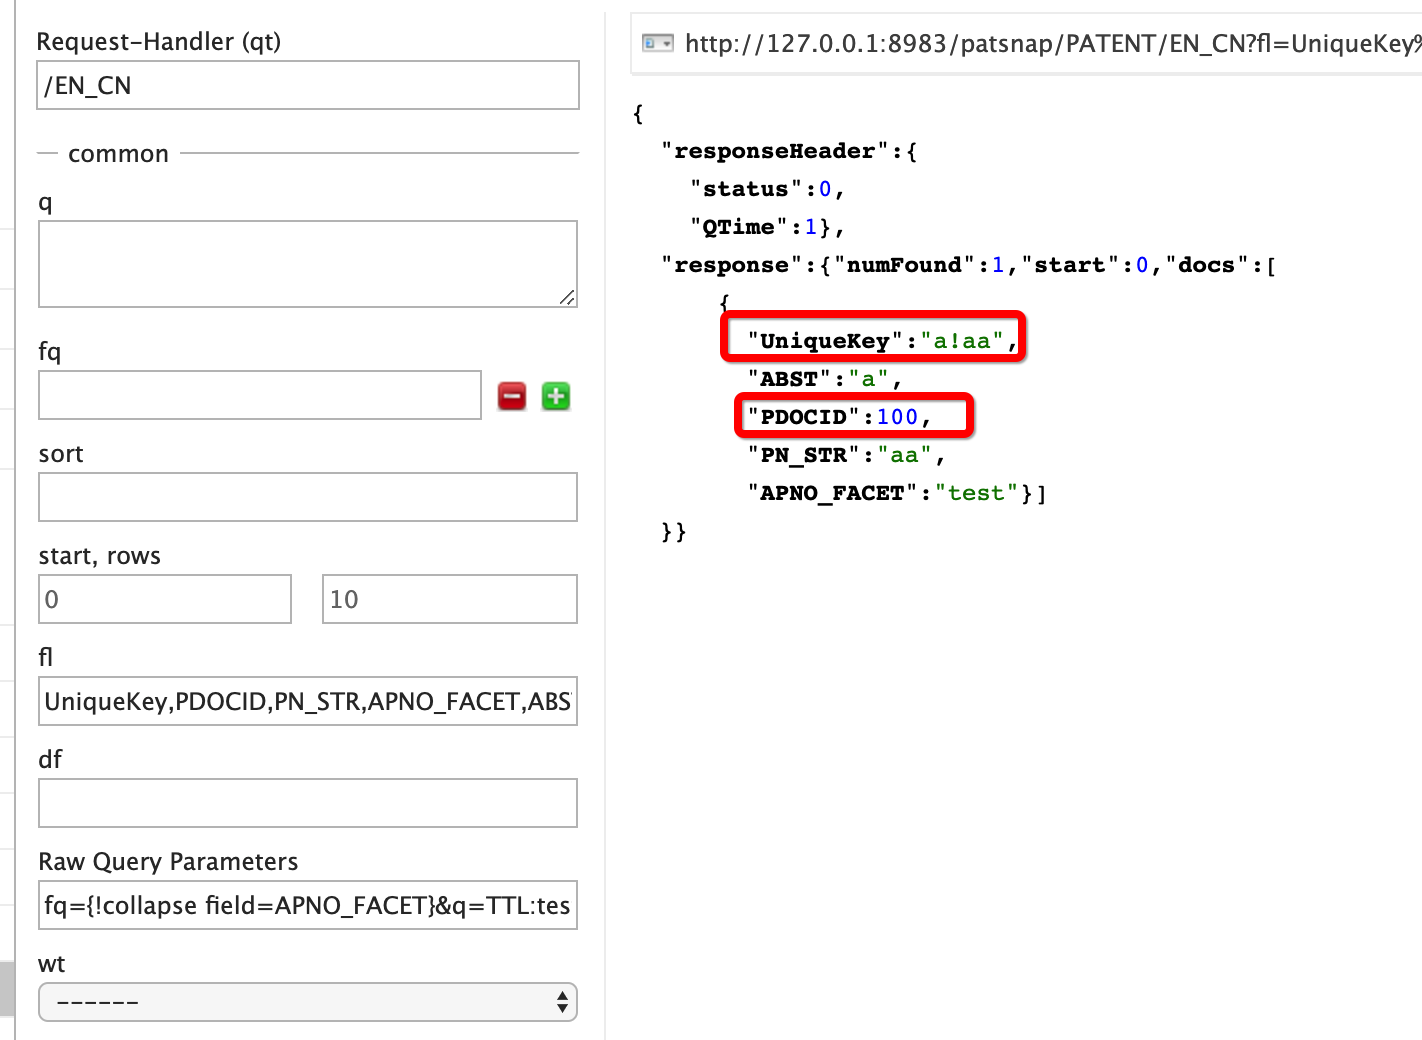 Request-Handler (qt)
/EN_CN
common
q
fq
sort
start, rows
0 10
fl
UniqueKey,PDOCID,PN_STR,APNO_FACET,ABS
df
Raw Query Parameters
fq={!collapse field=APNO_FACET}&q=TTL:tes
wt
------
http://127.0.0.1:8983/patsnap/PATENT/EN_CN?fl=UniqueKey%
{
"responseHeader":{
"status":0,
"QTime":1},
"response":{"numFound":1,"start":0,"docs":[
{
"UniqueKey":"a!aa",
"ABST":"a",
"PDOCID":100,
"PN_STR":"aa",
"APNO_FACET":"test"}]
}}